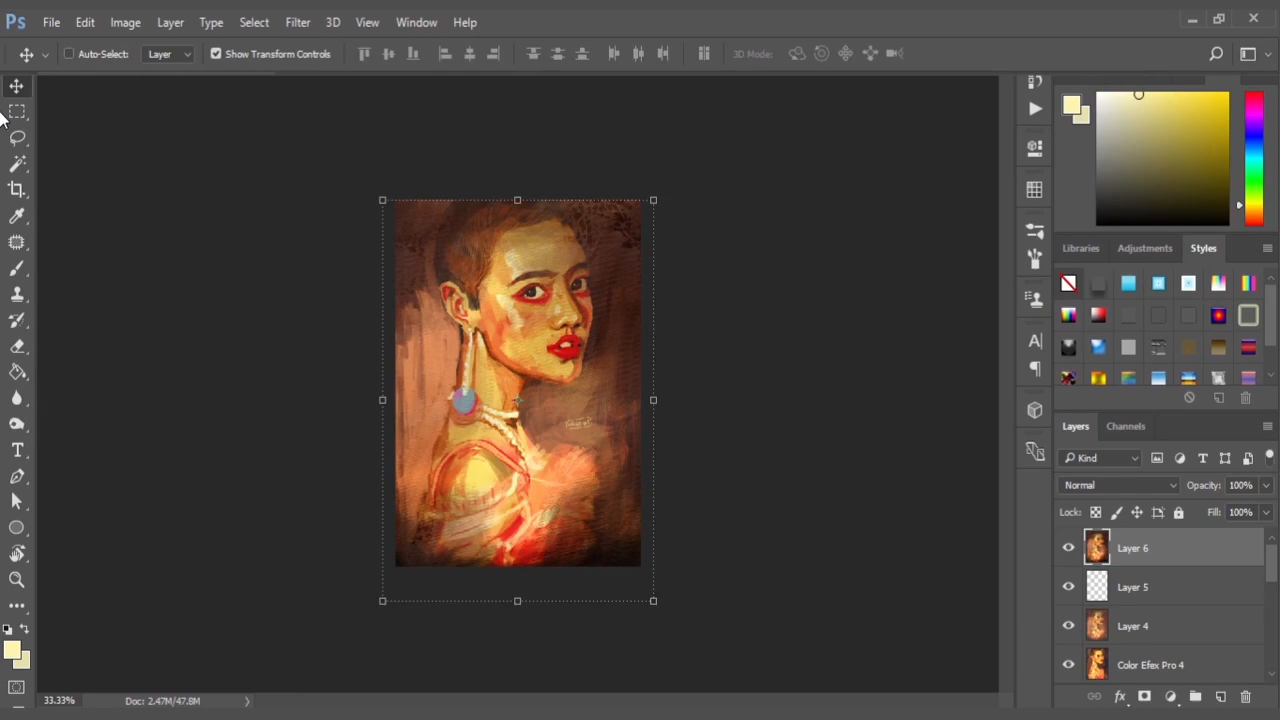 Ps File Edit Image Layer Type Select Filter 3D View Window Help
Auto-Select: Layer Show Transform Controls 3D Mode:
Libraries Adjustments Styles
Layers Channels
Kind
Normal Opacity: 100%
Lock: Fill: 100%
Layer 6
Layer 5
Layer 4
Color Efex Pro 4
33.33% Doc: 2.47M/47.8M